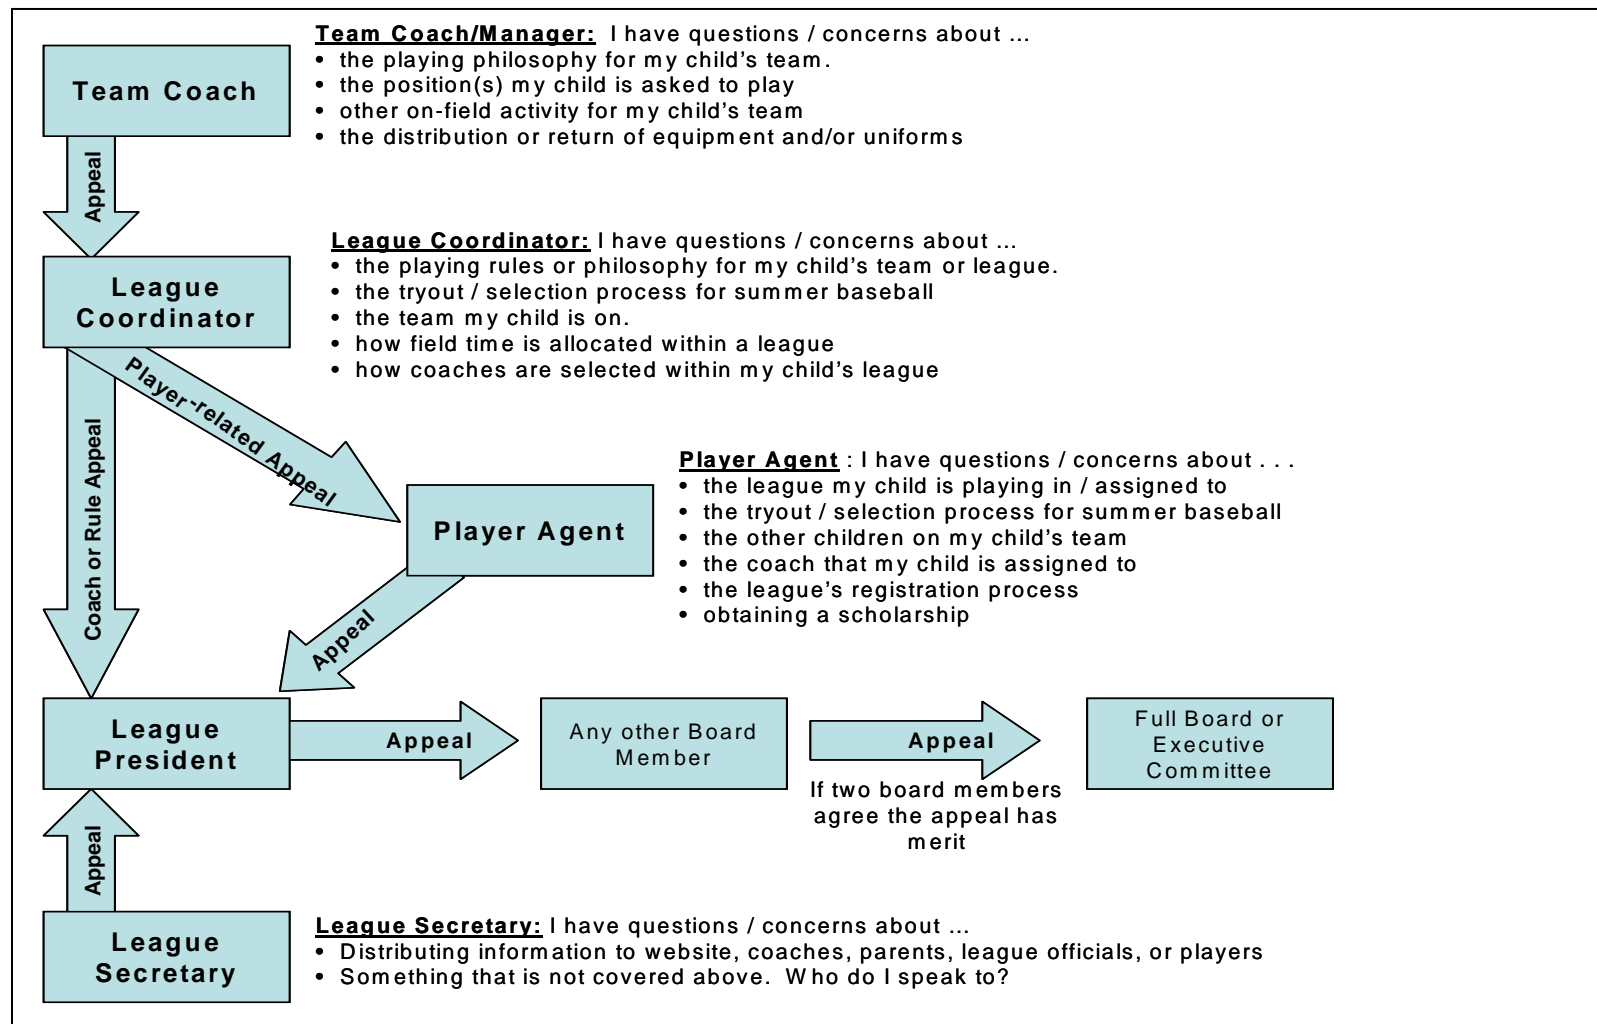 Team Coach
Team Coach/Manager: I have questions / concerns about ...
• the playing philosophy for my child's team.
• the position(s) my child is asked to play
• other on-field activity for my child's team
• the distribution or return of equipment and/or uniforms
Appeal
League
Coordinator
League Coordinator: I have questions / concerns about ...
• the playing rules or philosophy for my child's team or league.
• the tryout / selection process for summer baseball
• the team my child is on.
• how field time is allocated within a league
• how coaches are selected within my child's league
Player-related Appeal
Coach or Rule Appeal
Player Agent
Player Agent : I have questions / concerns about . . .
• the league my child is playing in / assigned to
• the tryout / selection process for summer baseball
• the other children on my child's team
• the coach that my child is assigned to
• the league's registration process
• obtaining a scholarship
Appeal
League
President
Appeal
Any other Board
Member
Appeal
If two board members
agree the appeal has
merit
Full Board or
Executive
Committee
Appeal
League
Secretary
League Secretary: I have questions / concerns about ...
• Distributing information to website, coaches, parents, league officials, or players
• Something that is not covered above. Who do I speak to?